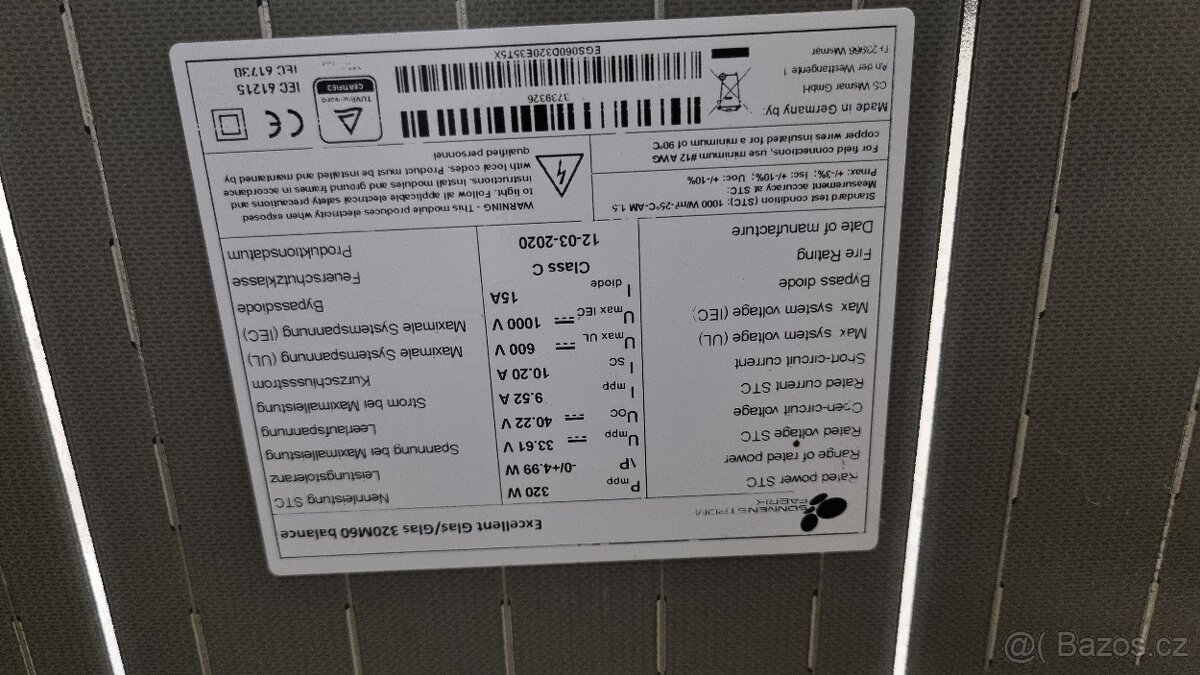 SONNENSTROM
FABRIK
Excellent Glas/Glas 320M60 balance
Rated power STC P mpp 320 W Nennleistung STC
Range of rated power \P -0/+4.99 W Leistungstoleranz
Rated voltage STC U mpp 33.61 V Spannung bei Maximalleistung
Open-circuit voltage U OC 40.22 V Leerlaufspannung
Rated current STC I mpp 9.52 A Strom bei Maximalleistung
Short-circuit current I SC 10.20 A Kurzschlussstrom
Max system voltage (UL) U max UL 600 V Maximale Systemspannung (UL)
Max system voltage (IEC) U max IEC 1000 V Maximale Systemspannung (IEC)
Bypass diode I diode 15A Bypassdiode
Fire Rating Class C Feuerschutzklasse
Date of manufacture 12-03-2020 Produktionsdatum
Standard test condition (STC): 1000 W/m²-25°C-AM 1.5
Measurement accuracy at STC:
Pmax: +/-3%; Isc: +/-10%; Uoc: +/-10%
For field connections, use minimum #12 AWG
copper wires insulated for a minimum of 90°C
WARNING - This module produces electricity when exposed
to light. Follow all applicable electrical safety precautions and
instructions. Install modules and ground frames in accordance
with local codes. Product must be installed and maintained by
qualified personnel
Made in Germany by:
CS Wismar GmbH
An der Westtangente 1
D-23966 Wismar
3739326
EGS060D320E35T5X
TÜVRheinland
CERTIFIED
CE
IEC 61215
IEC 61730
@( Bazos.cz